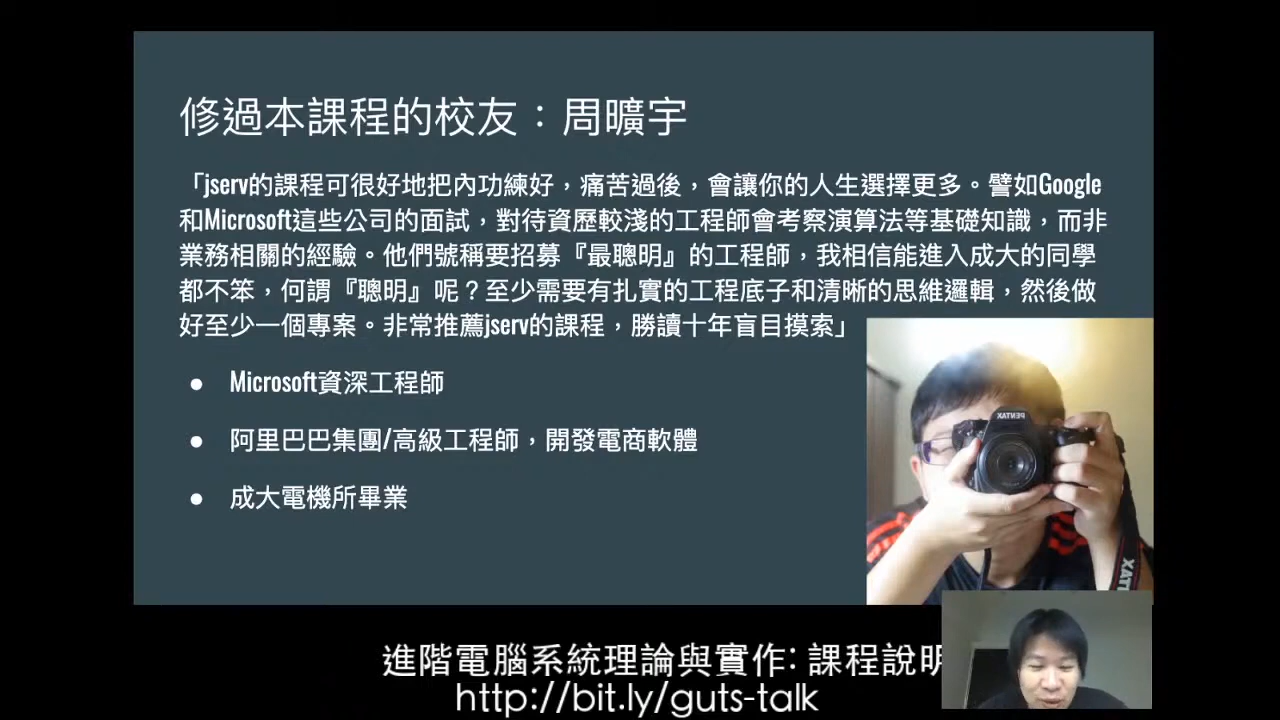 修過本課程的校友：周曠宇
「jserv的課程可很好地把內功練好，痛苦過後，會讓你的人生選擇更多。譬如Google
和Microsoft這些公司的面試，對待資歷較淺的工程師會考察演算法等基礎知識，而非
業務相關的經驗。他們號稱要招募『最聰明』的工程師，我相信能進入成大的同學
都不笨，何謂『聰明』呢？至少需要有扎實的工程底子和清晰的思維邏輯，然後做
好至少一個專案。非常推薦jserv的課程，勝讀十年盲目摸索」
● Microsoft資深工程師
● 阿里巴巴集團/高級工程師，開發電商軟體
● 成大電機所畢業
PENTAX
進階電腦系統理論與實作: 課程說明
http://bit.ly/guts-talk